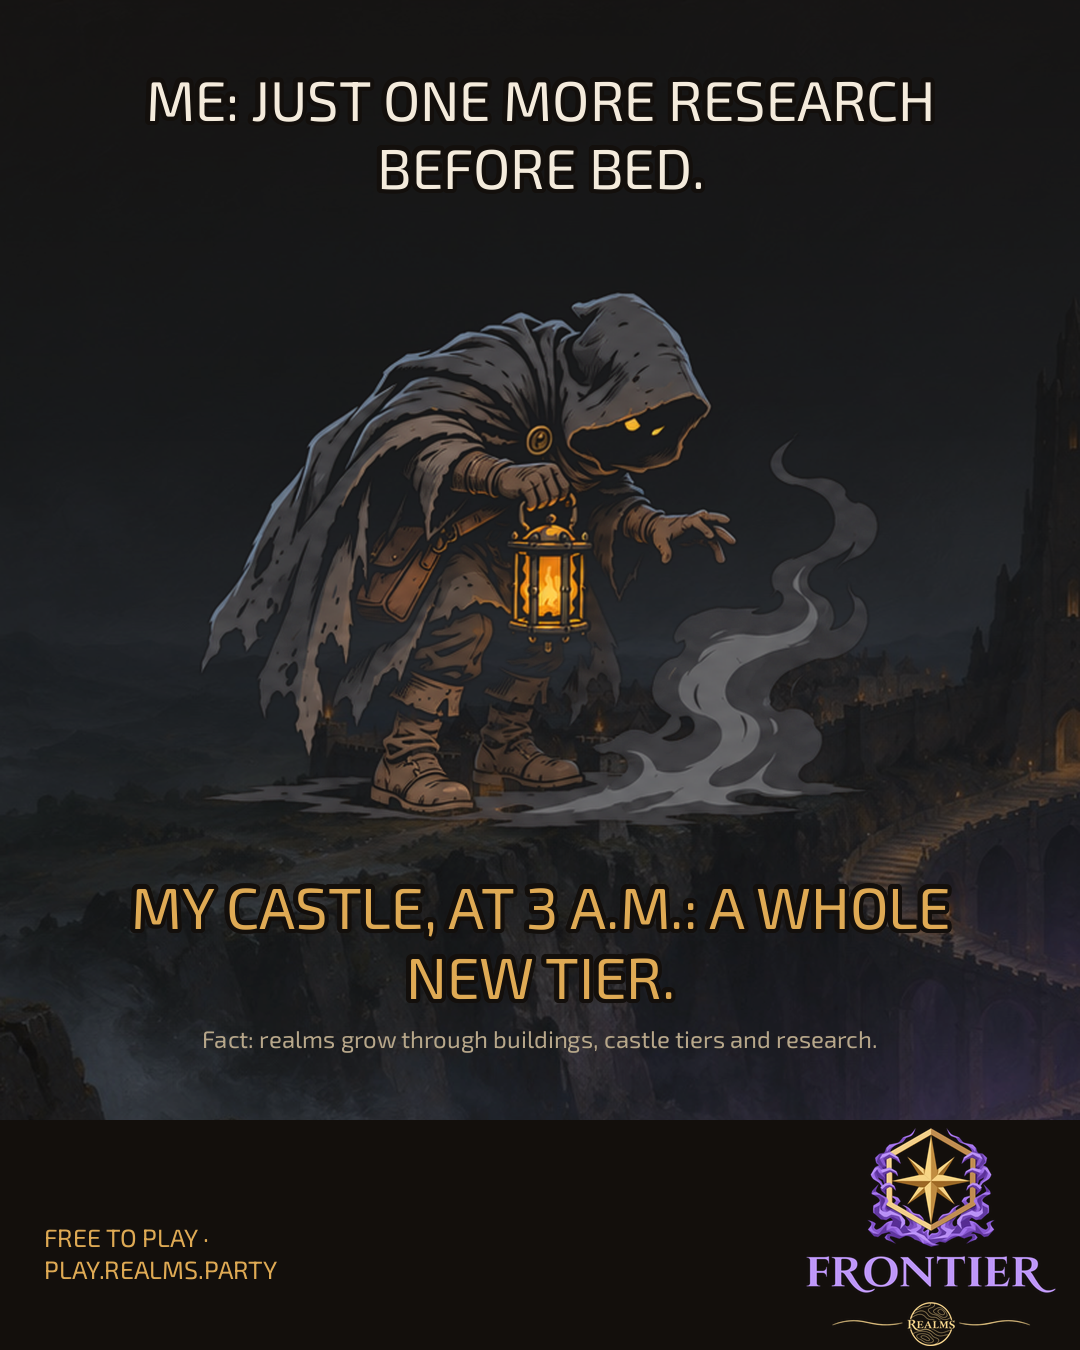 ME: JUST ONE MORE RESEARCH
BEFORE BED.
MY CASTLE, AT 3 A.M.: A WHOLE
NEW TIER.
Fact: realms grow through buildings, castle tiers and research.
FREE TO PLAY ·
PLAY.REALMS.PARTY
FRONTIER
REALMS